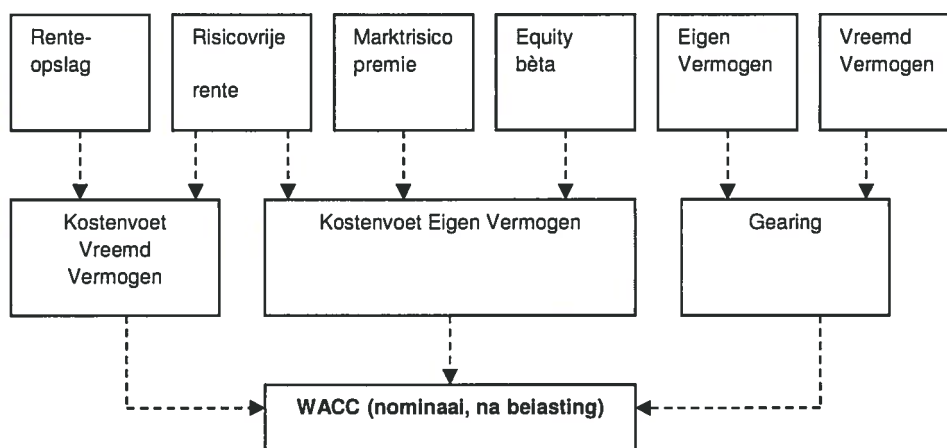 Rente-
opslag
Risicovrije
rente
Marktrisico
premie
Equity
bèta
Eigen
Vermogen
Vreemd
Vermogen
Kostenvoet
Vreemd
Vermogen
Kostenvoet Eigen Vermogen
Gearing
WACC (nominaal, na belasting)